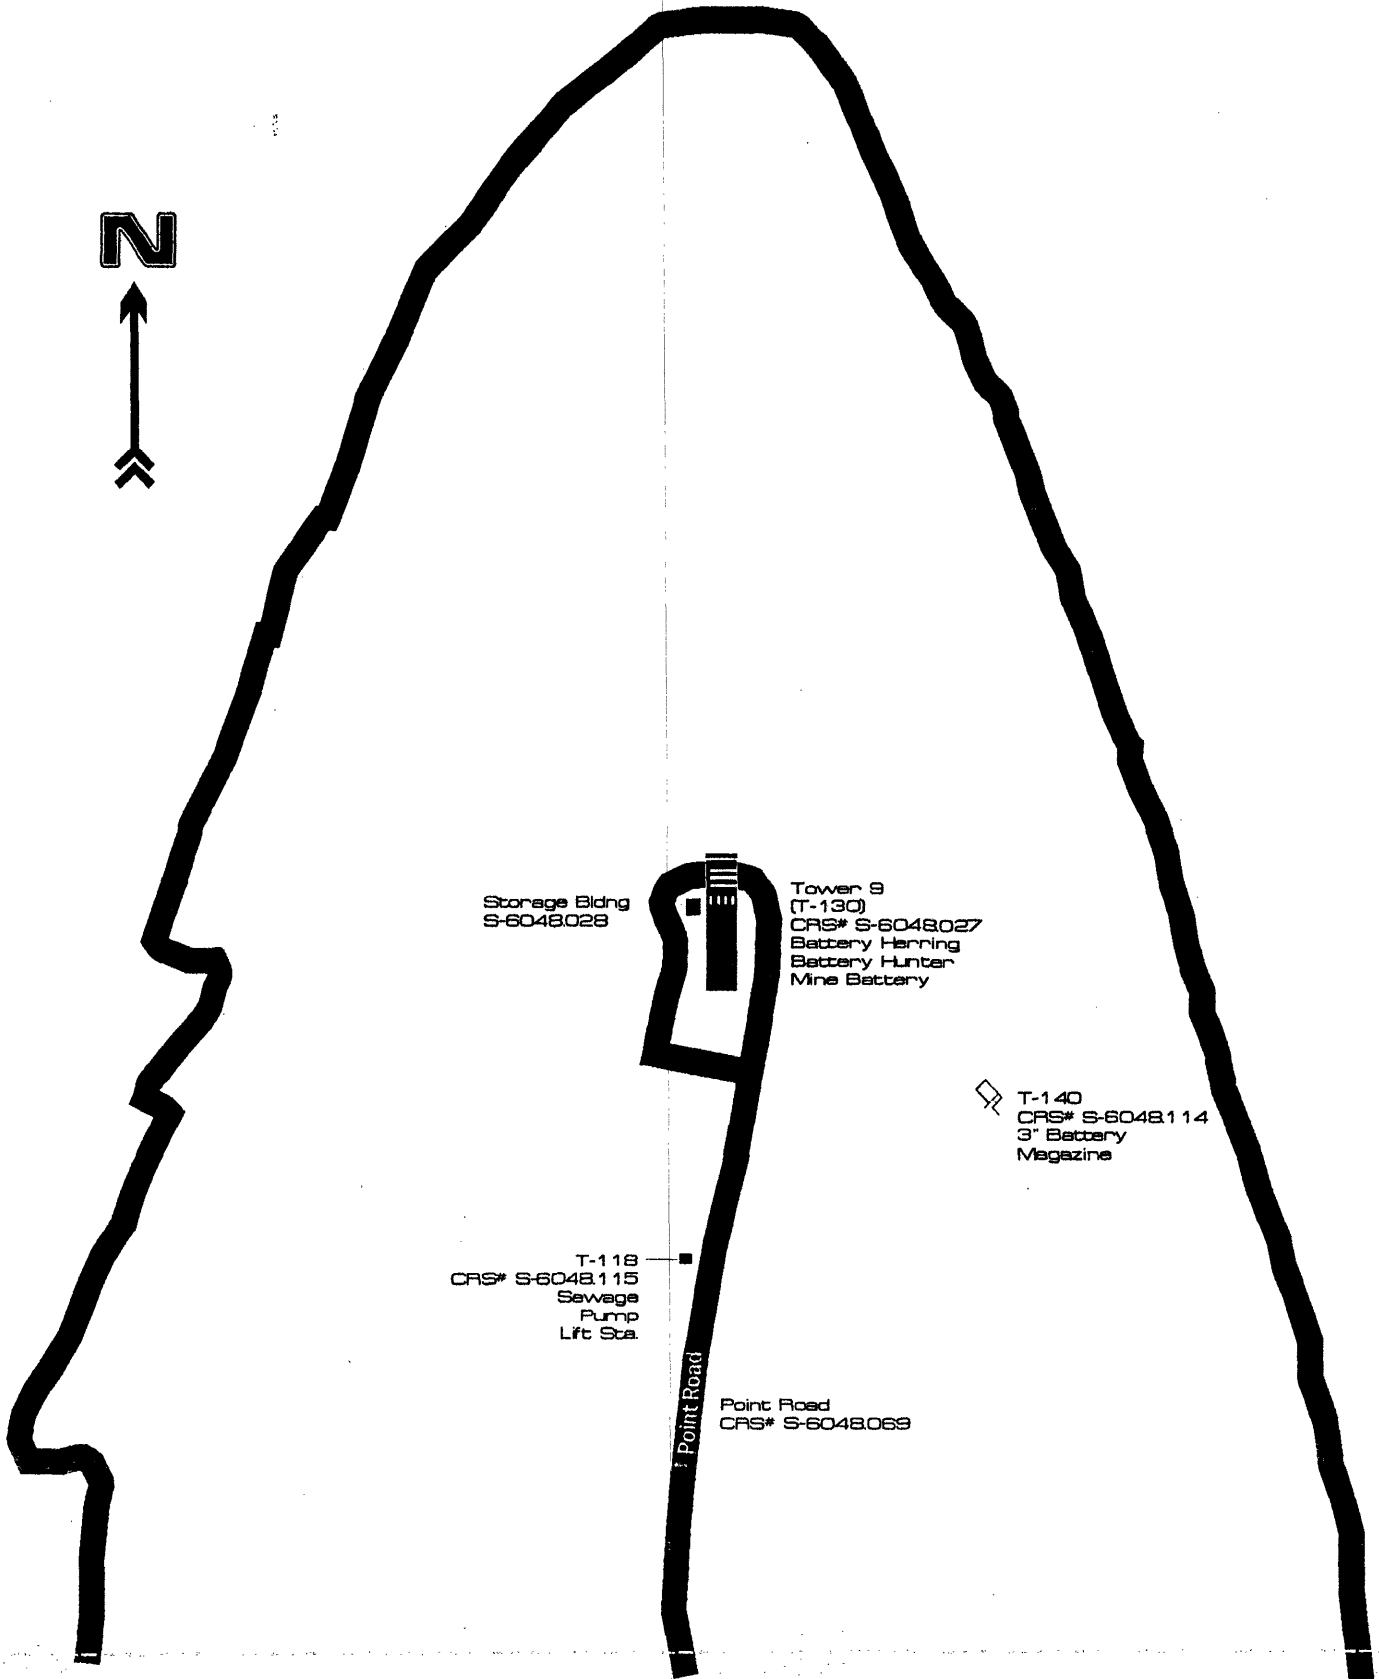 N
Storage Bldng
S-6048.028
Tower 9
(T-130)
CRS# S-6048.027
Battery Herring
Battery Hunter
Mine Battery
T-140
CRS# S-6048.114
3" Battery
Magazine
T-118
CRS# S-6048.115
Sewage
Pump
Lift Sta.
Point Road
Point Road
CRS# S-6048.069